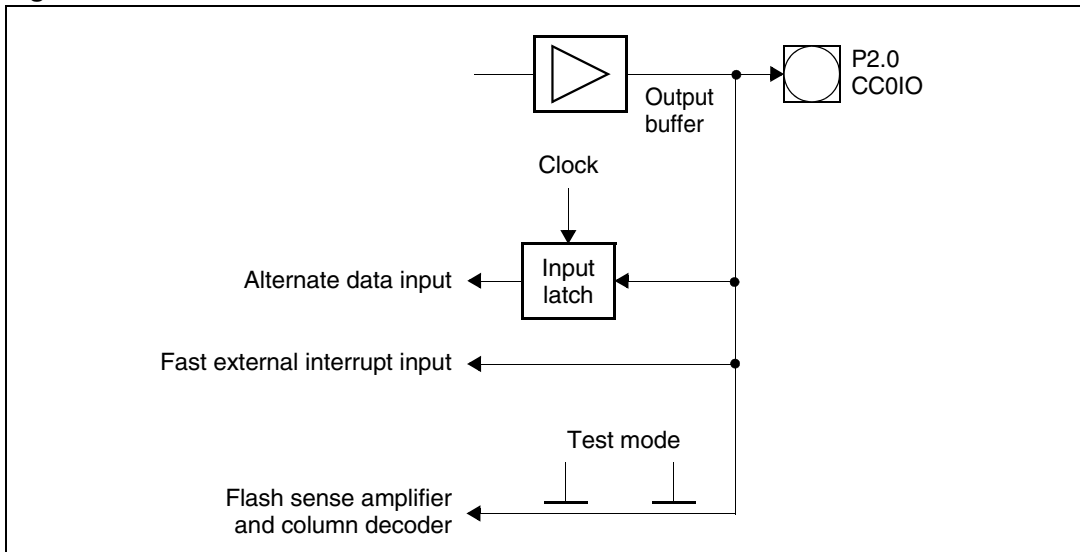 P2.0
CC0IO
Output
buffer
Clock
Input
latch
Alternate data input
Fast external interrupt input
Test mode
Flash sense amplifier
and column decoder